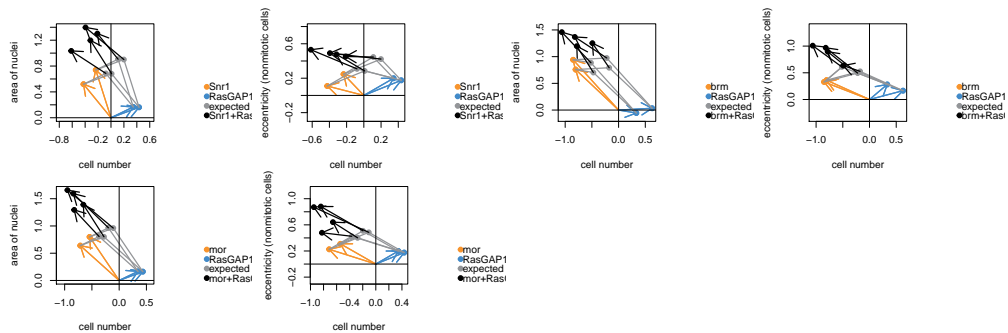 area of nuclei
0.0 0.4 0.8 1.2
−0.6 −0.2 0.2 0.6
cell number
Snr1
RasGAP1
expected
Snr1+Ras
eccentricity (nonmitotic cells)
−0.2 0.2 0.6
−0.6 −0.2 0.2
cell number
Snr1
RasGAP1
expected
Snr1+Ras
area of nuclei
0.0 0.5 1.0 1.5
−1.0 0.0 0.5
cell number
brm
RasGAP1
expected
brm+Ras
eccentricity (nonmitotic cells)
0.0 0.5 1.0
−1.0 0.0 0.5
cell number
brm
RasGAP1
expected
brm+Ras
area of nuclei
0.0 0.5 1.0 1.5
−1.0 0.0 0.5
cell number
mor
RasGAP1
expected
mor+Ras
eccentricity (nonmitotic cells)
−0.2 0.2 0.6 1.0
−1.0 −0.4 0.0 0.4
cell number
mor
RasGAP1
expected
mor+Ras